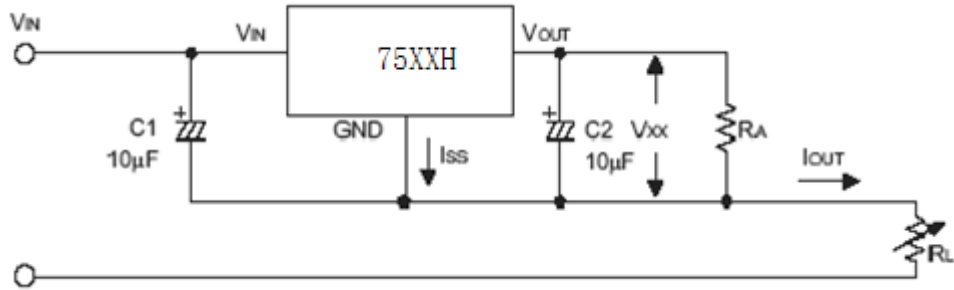 VIN
VIN
75XXH
VOUT
GND
C1
10μF
ISS
C2
10μF
VXX
RA
IOUT
RL